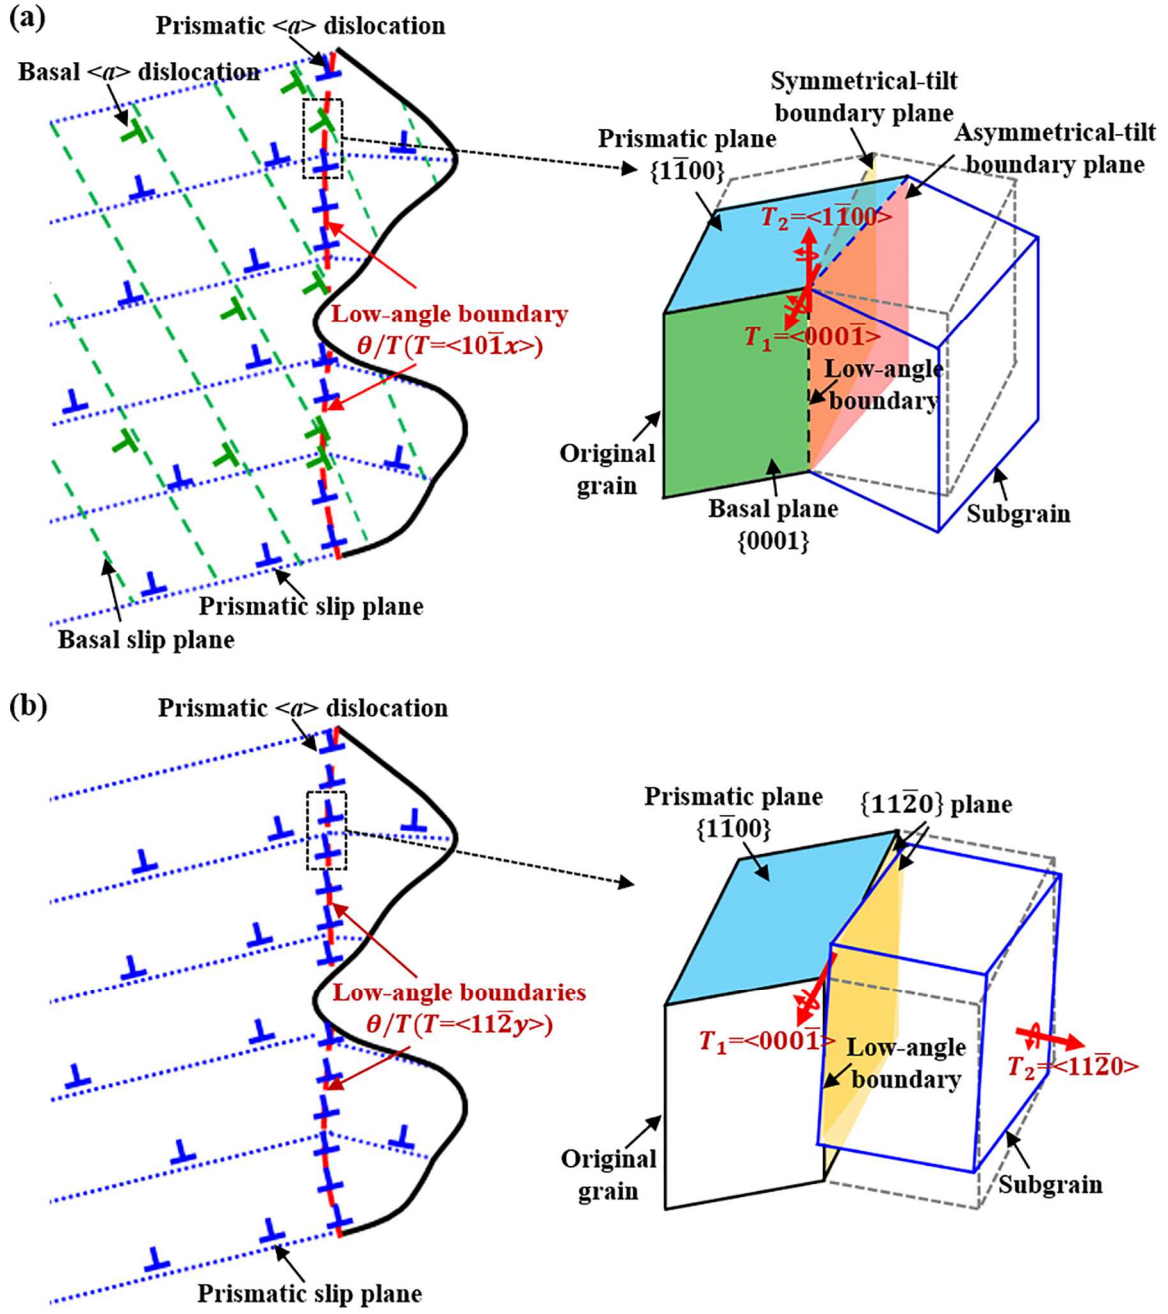 (a)
Prismatic <a> dislocation
Basal <a> dislocation
Symmetrical-tilt
boundary plane
Asymmetrical-tilt
boundary plane
Prismatic plane
{11̅00}
T₂=<11̅00>
T₁=<0001̅>
Low-angle boundary
θ/T(T=<101̅x>)
Low-angle
boundary
Original
grain
Basal plane
{0001}
Subgrain
Prismatic slip plane
Basal slip plane
(b)
Prismatic <a> dislocation
Prismatic plane
{11̅00}
{112̅0} plane
Low-angle boundaries
θ/T(T=<112̅y>)
T₁=<0001̅>
Low-angle
boundary
T₂=<112̅0>
Original
grain
Subgrain
Prismatic slip plane